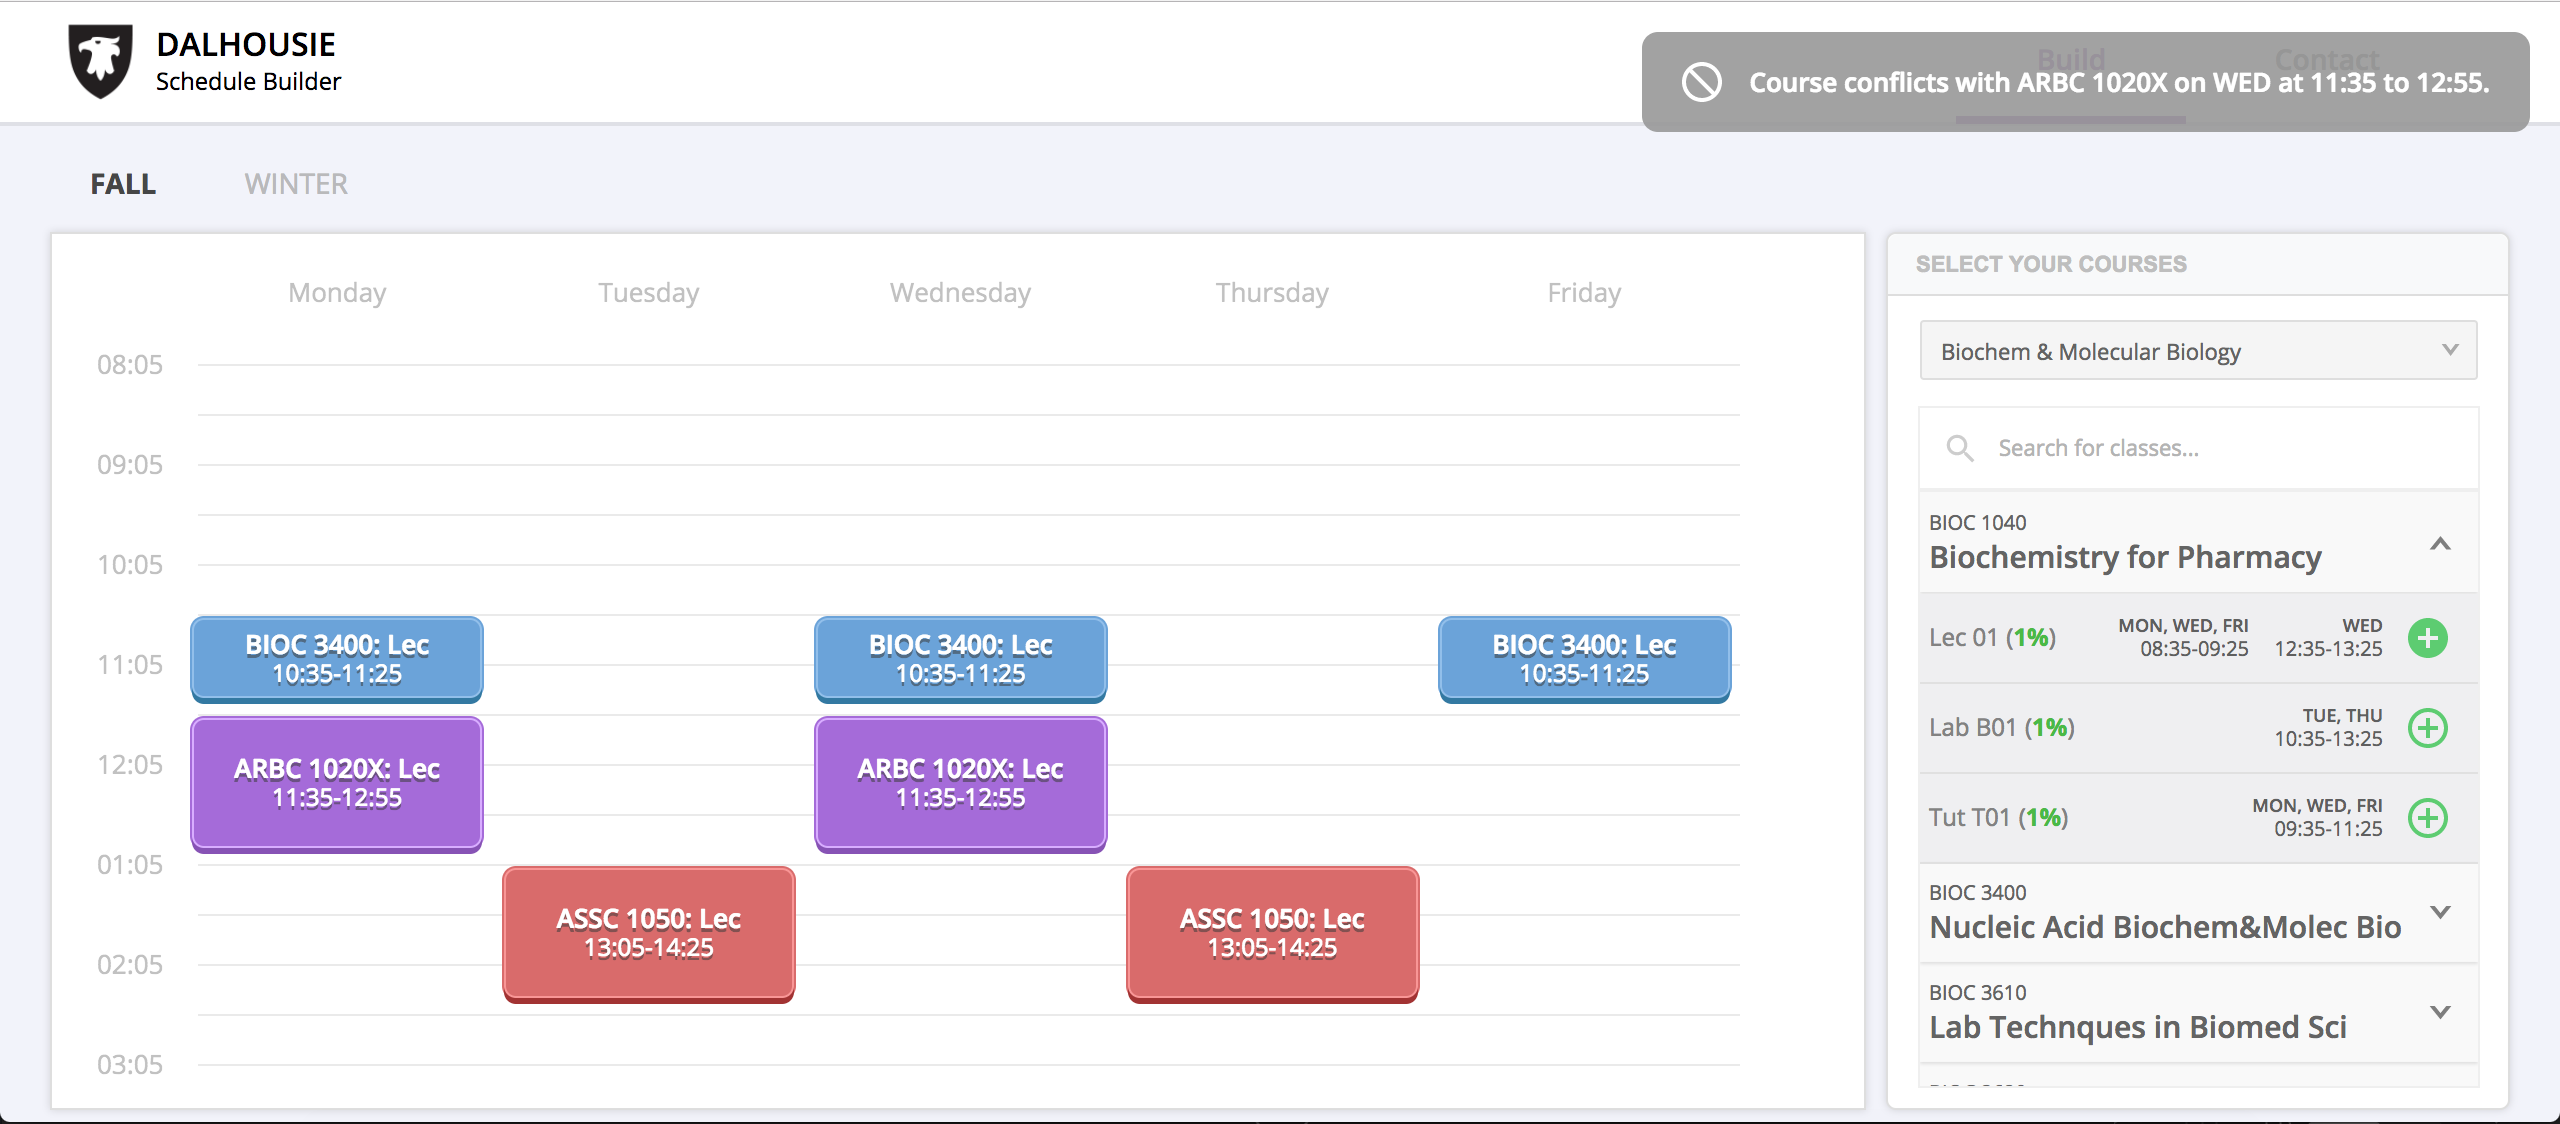 DALHOUSIE
Schedule Builder
Build
Contact
Course conflicts with ARBC 1020X on WED at 11:35 to 12:55.
FALL
WINTER
Monday
Tuesday
Wednesday
Thursday
Friday
08:05
09:05
10:05
11:05
12:05
01:05
02:05
03:05
BIOC 3400: Lec
10:35-11:25
BIOC 3400: Lec
10:35-11:25
BIOC 3400: Lec
10:35-11:25
ARBC 1020X: Lec
11:35-12:55
ARBC 1020X: Lec
11:35-12:55
ASSC 1050: Lec
13:05-14:25
ASSC 1050: Lec
13:05-14:25
SELECT YOUR COURSES
Biochem & Molecular Biology
Search for classes...
BIOC 1040
Biochemistry for Pharmacy
Lec 01 (1%)
MON, WED, FRI
08:35-09:25
WED
12:35-13:25
Lab B01 (1%)
TUE, THU
10:35-13:25
Tut T01 (1%)
MON, WED, FRI
09:35-11:25
BIOC 3400
Nucleic Acid Biochem&Molec Bio
BIOC 3610
Lab Technques in Biomed Sci